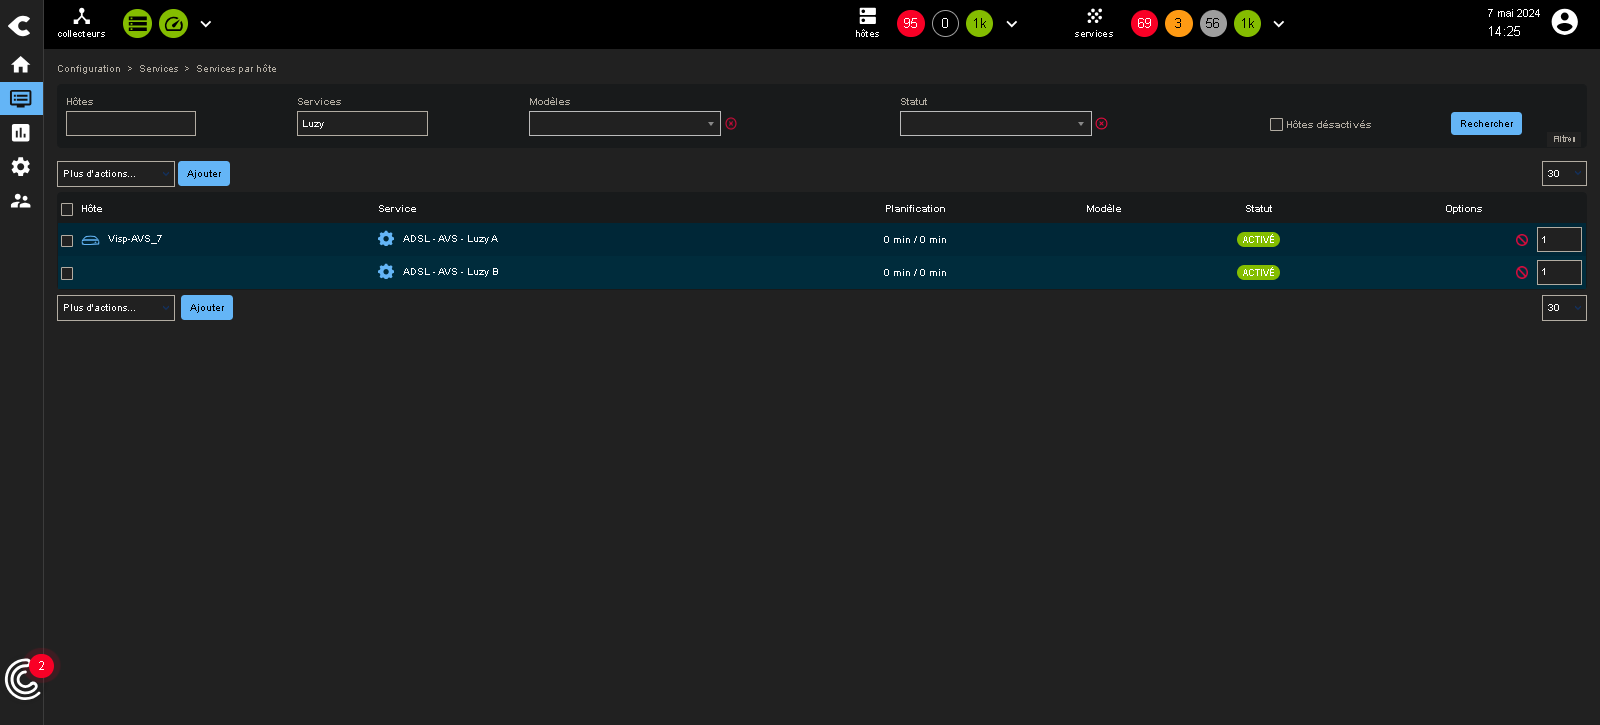 collecteurs
hôtes
95 0 1k
services
69 3 56 1k
7 mai 2024
14:25
Configuration > Services > Services par hôte
Hôtes Services Modèles Statut
Luzy
Hôtes désactivés
Rechercher
Filtres
Plus d'actions... Ajouter 30
Hôte Service Planification Modèle Statut Options
Visp-AVS_7 ADSL - AVS - Luzy A 0 min / 0 min ACTIVÉ 1
ADSL - AVS - Luzy B 0 min / 0 min ACTIVÉ 1
Plus d'actions... Ajouter 30
2